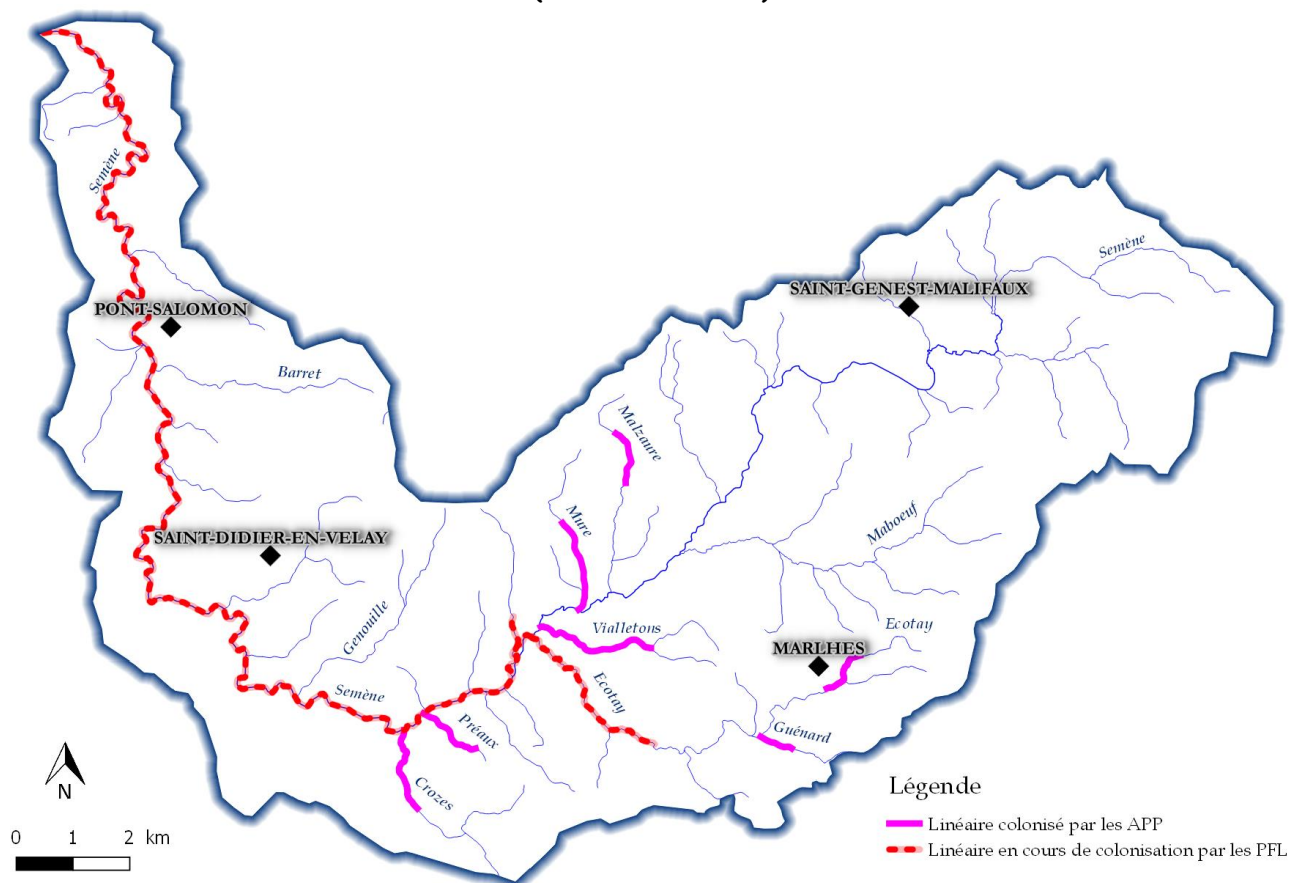 Semène
Semène
SAINT-GENEST-MALIFAUX
PONT-SALOMON
Barret
Malzaure
Mure
Maboeuf
SAINT-DIDIER-EN-VELAY
Genouille
Vialletons
Ecotay
MARLHES
Ecotay
Semène
Préaux
Guénard
Crozes
N
0 1 2 km
Légende
Linéaire colonisé par les APP
Linéaire en cours de colonisation par les PFL